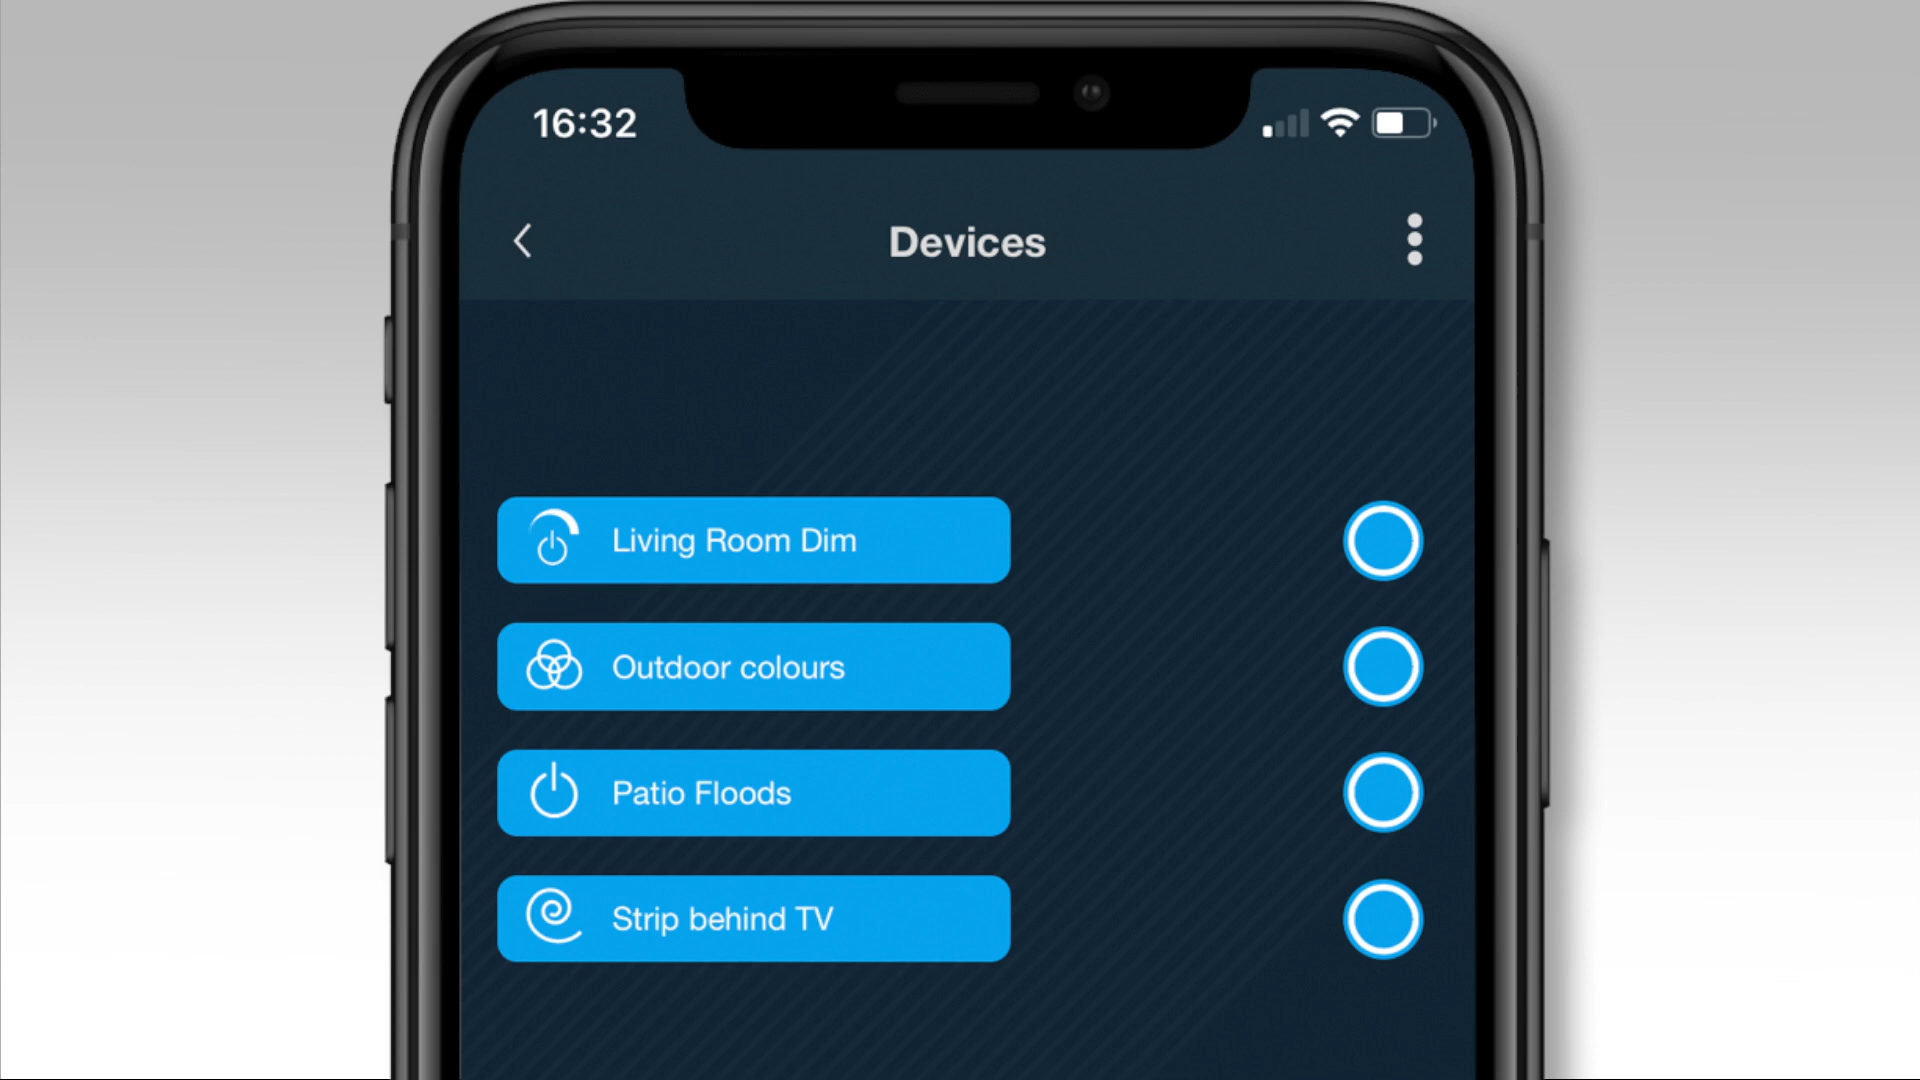 16:32
Devices
Living Room Dim
Outdoor colours
Patio Floods
Strip behind TV